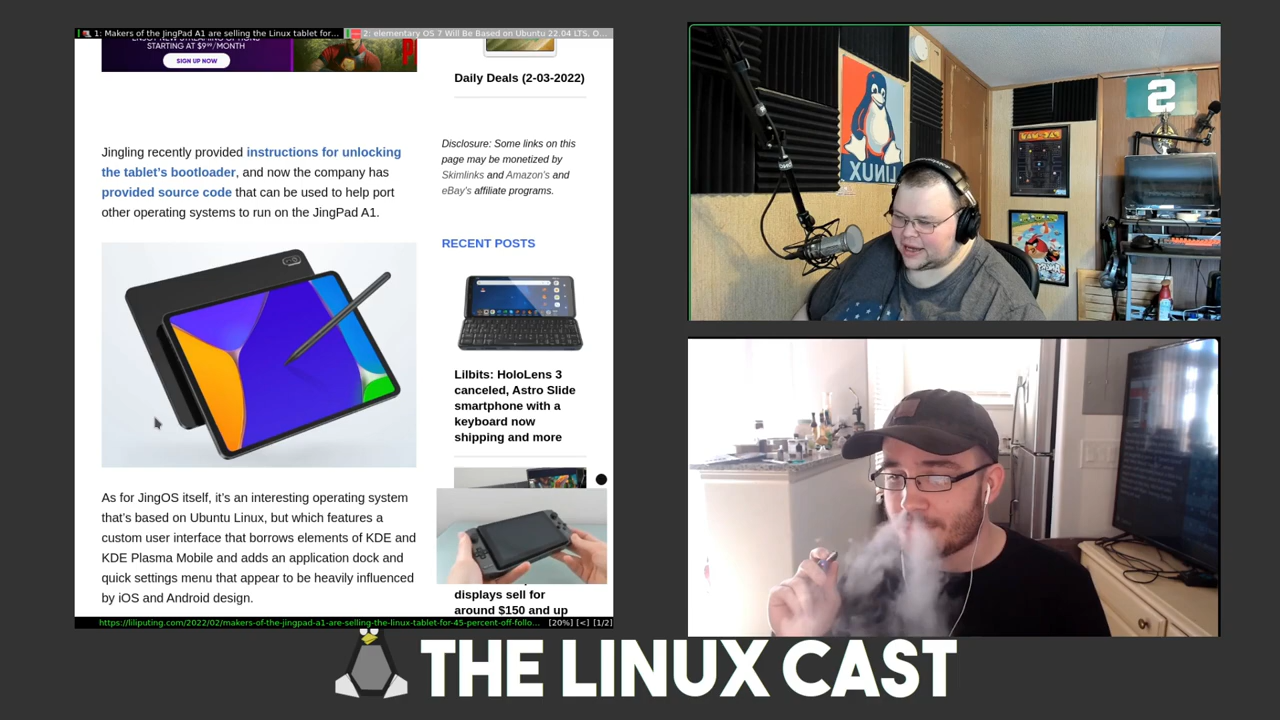 1: Makers of the JingPad A1 are selling the Linux tablet for...
2: elementary OS 7 Will Be Based on Ubuntu 22.04 LTS, O...
STARTING AT $9⁹⁹/MONTH
SIGN UP NOW
Jingling recently provided instructions for unlocking
the tablet's bootloader, and now the company has
provided source code that can be used to help port
other operating systems to run on the JingPad A1.
As for JingOS itself, it's an interesting operating system
that's based on Ubuntu Linux, but which features a
custom user interface that borrows elements of KDE and
KDE Plasma Mobile and adds an application dock and
quick settings menu that appear to be heavily influenced
by iOS and Android design.
Daily Deals (2-03-2022)
Disclosure: Some links on this
page may be monetized by
Skimlinks and Amazon's and
eBay's affiliate programs.
RECENT POSTS
Lilbits: HoloLens 3
canceled, Astro Slide
smartphone with a
keyboard now
shipping and more
displays sell for
around $150 and up
https://liliputing.com/2022/02/makers-of-the-jingpad-a1-are-selling-the-linux-tablet-for-45-percent-off-follo...
[20%] [<] [1/2]
LINUX
THE LINUX CAST